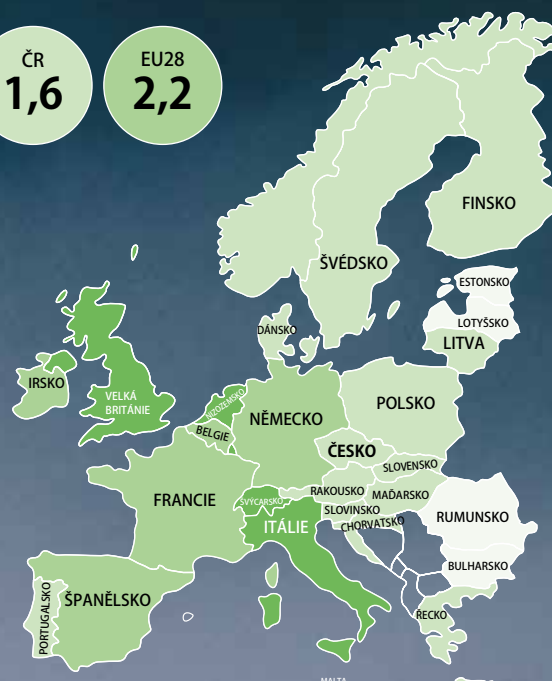 ČR
1,6
EU28
2,2
FINSKO
ŠVÉDSKO
ESTONSKO
LOTYŠSKO
LITVA
DÁNSKO
IRSKO
VELKÁ
BRITÁNIE
NIZOZEMSKO
BELGIE
NĚMECKO
POLSKO
ČESKO
SLOVENSKO
FRANCIE
ŠVÝCARSKO
RAKOUSKO
MAĎARSKO
SLOVINSKO
CHORVATSKO
ITÁLIE
RUMUNSKO
BULHARSKO
PORTUGALSKO
ŠPANĚLSKO
ŘECKO
MALTA